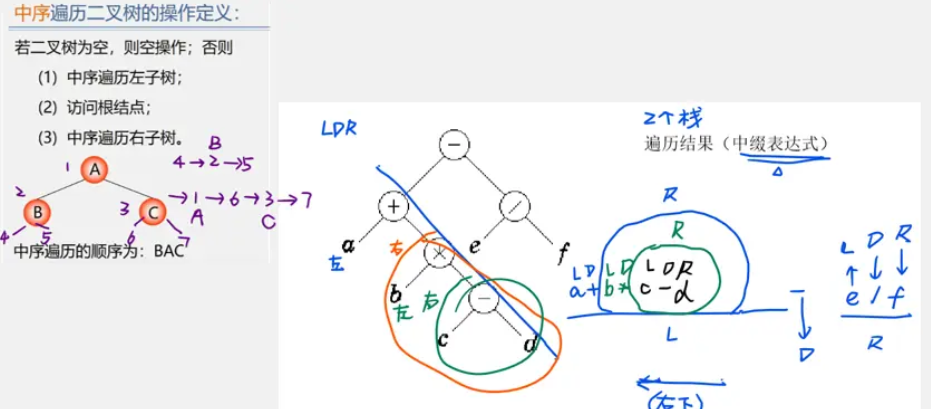 中序遍历二叉树的操作定义：
若二叉树为空，则空操作；否则
(1) 中序遍历左子树；
(2) 访问根结点；
(3) 中序遍历右子树。
B
4→2→5
1
A
→1→6→3→7
A
C
2
B
3
C
4
5
6
7
中序遍历的顺序为：BAC
LDR
2个栈
遍历结果（中缀表达式）
−
+
/
a
左
右
×
e
f
b
左
右
−
c
d
R
R
L D
L D
L D R
a+
b*
c-d
L
−
D
L D R
e / f
R
(左下)